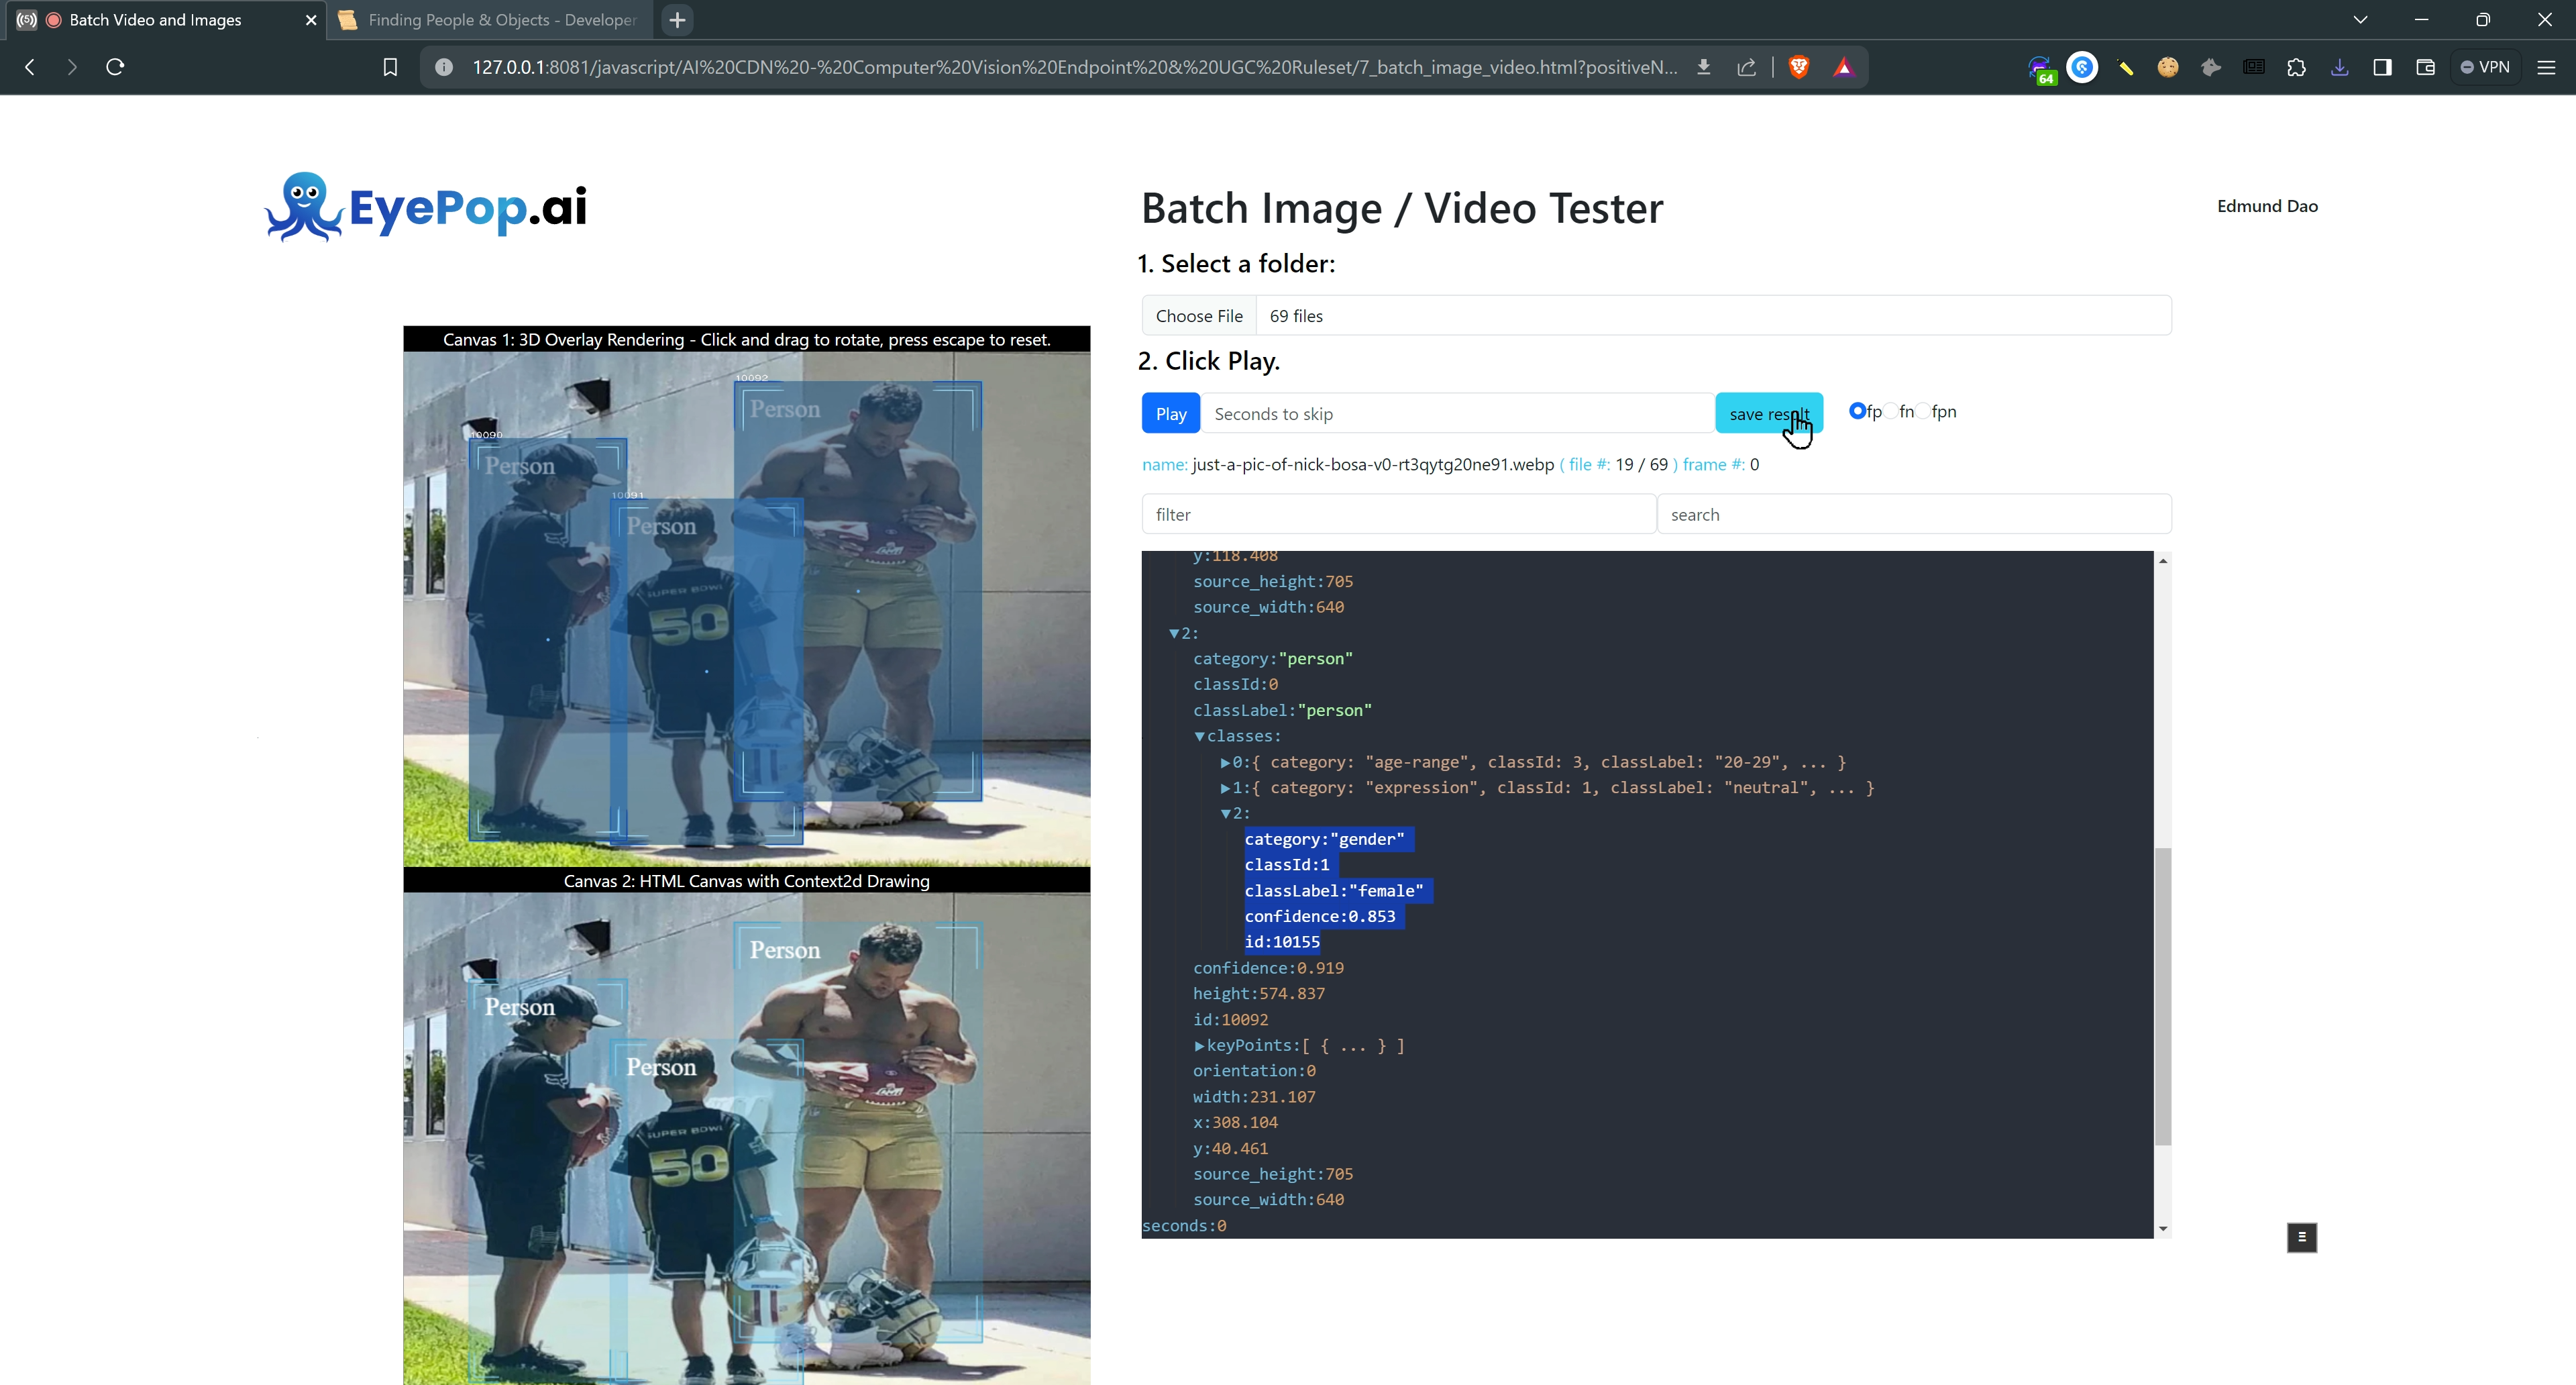 Batch Video and Images
Finding People & Objects - Developer
127.0.0.1:8081/javascript/AI%20CDN%20-%20Computer%20Vision%20Endpoint%20&%20UGC%20Ruleset/7_batch_image_video.html?positiveN...
64
VPN
EyePop.ai
Batch Image / Video Tester
Edmund Dao
1. Select a folder:
Choose File 69 files
2. Click Play.
Play Seconds to skip save result fp fn fpn
name: just-a-pic-of-nick-bosa-v0-rt3qytg20ne91.webp ( file #: 19 / 69 ) frame #: 0
filter search
Canvas 1: 3D Overlay Rendering - Click and drag to rotate, press escape to reset.
10092
Person
10090
Person
10091
Person
SUPER BOWL
50
Canvas 2: HTML Canvas with Context2d Drawing
Person
Person
Person
SUPER BOWL
50
y:118.408
source_height:705
source_width:640
▼2:
category:"person"
classId:0
classLabel:"person"
▼classes:
▶0:{ category: "age-range", classId: 3, classLabel: "20-29", ... }
▶1:{ category: "expression", classId: 1, classLabel: "neutral", ... }
▼2:
category:"gender"
classId:1
classLabel:"female"
confidence:0.853
id:10155
confidence:0.919
height:574.837
id:10092
▶keyPoints:[ { ... } ]
orientation:0
width:231.107
x:308.104
y:40.461
source_height:705
source_width:640
seconds:0